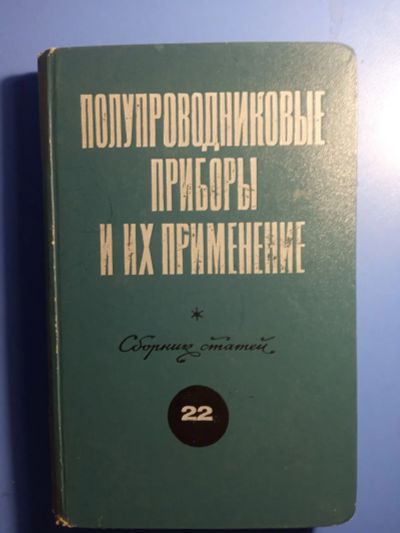 ПОЛУПРОВОДНИКОВЫЕ
ПРИБОРЫ
И ИХ ПРИМЕНЕНИЕ
*
Сборник статей
22